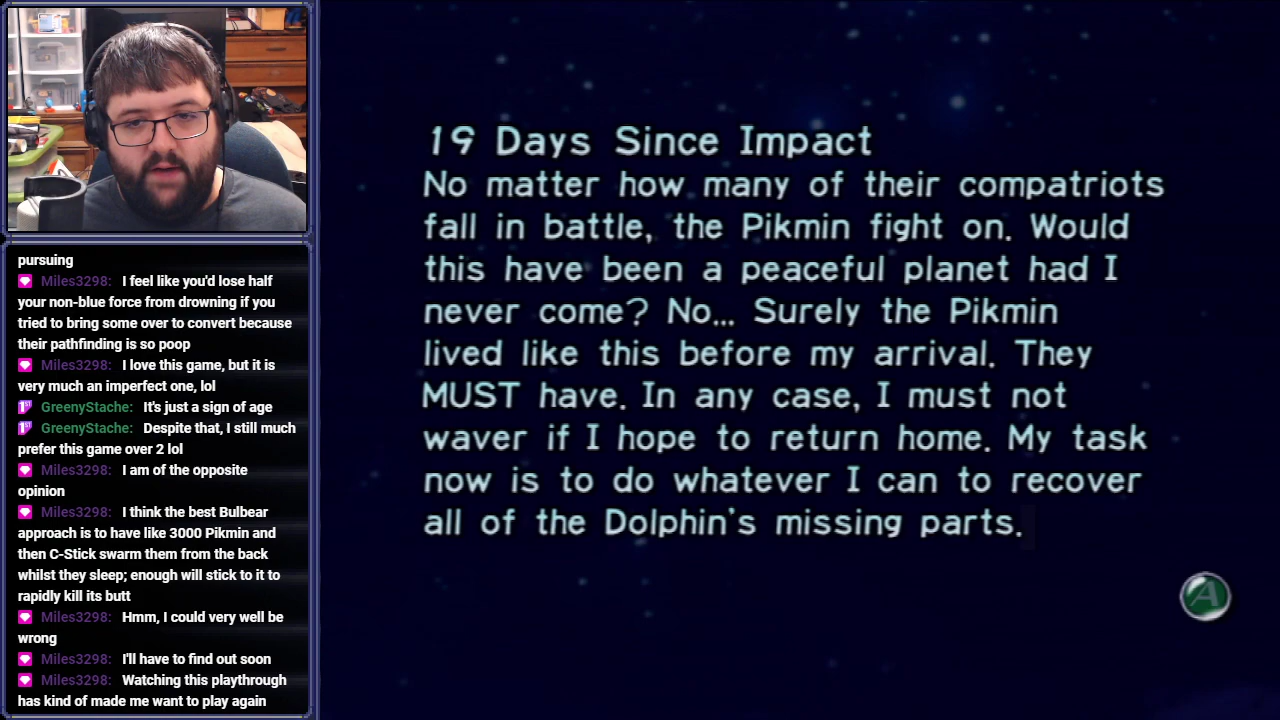 pursuing
Miles3298: I feel like you'd lose half
your non-blue force from drowning if you
tried to bring some over to convert because
their pathfinding is so poop
Miles3298: I love this game, but it is
very much an imperfect one, lol
GreenyStache: It's just a sign of age
GreenyStache: Despite that, I still much
prefer this game over 2 lol
Miles3298: I am of the opposite
opinion
Miles3298: I think the best Bulbear
approach is to have like 3000 Pikmin and
then C-Stick swarm them from the back
whilst they sleep; enough will stick to it to
rapidly kill its butt
Miles3298: Hmm, I could very well be
wrong
Miles3298: I'll have to find out soon
Miles3298: Watching this playthrough
has kind of made me want to play again
19 Days Since Impact
No matter how many of their compatriots
fall in battle, the Pikmin fight on. Would
this have been a peaceful planet had I
never come? No... Surely the Pikmin
lived like this before my arrival. They
MUST have. In any case, I must not
waver if I hope to return home. My task
now is to do whatever I can to recover
all of the Dolphin's missing parts.
A